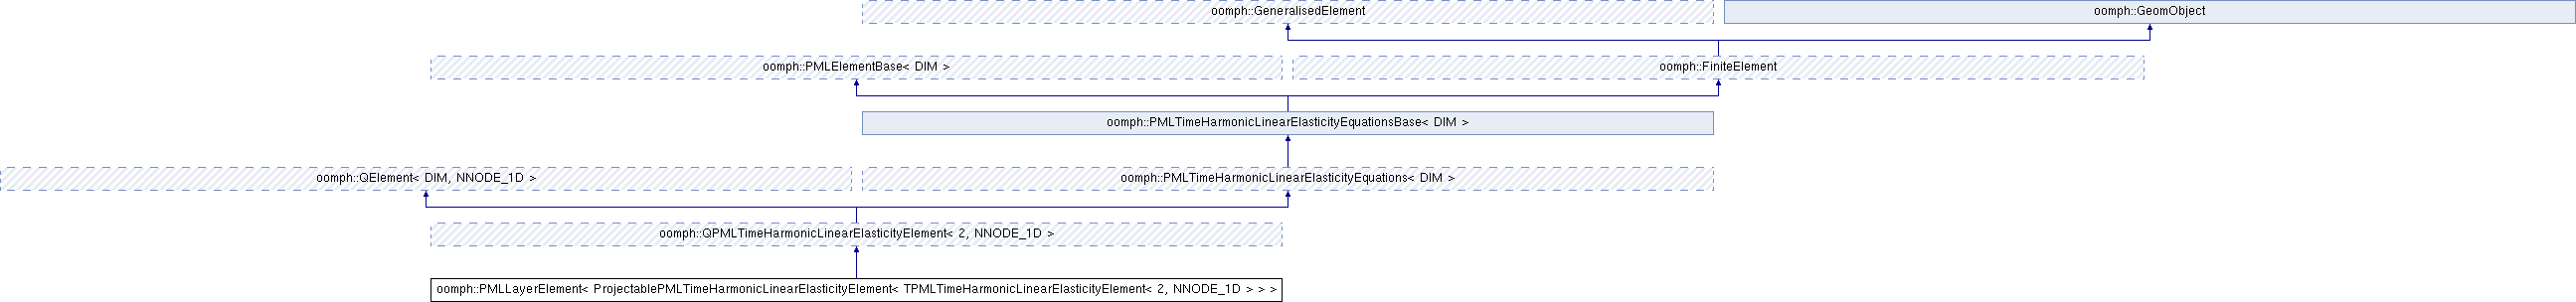 oomph::GeneralisedElement
oomph::GeomObject
oomph::PMLElementBase< DIM >
oomph::FiniteElement
oomph::PMLTimeHarmonicLinearElasticityEquationsBase< DIM >
oomph::QElement< DIM, NNODE_1D >
oomph::PMLTimeHarmonicLinearElasticityEquations< DIM >
oomph::QPMLTimeHarmonicLinearElasticityElement< 2, NNODE_1D >
oomph::PMLLayerElement< ProjectablePMLTimeHarmonicLinearElasticityElement< TPMLTimeHarmonicLinearElasticityElement< 2, NNODE_1D > > >